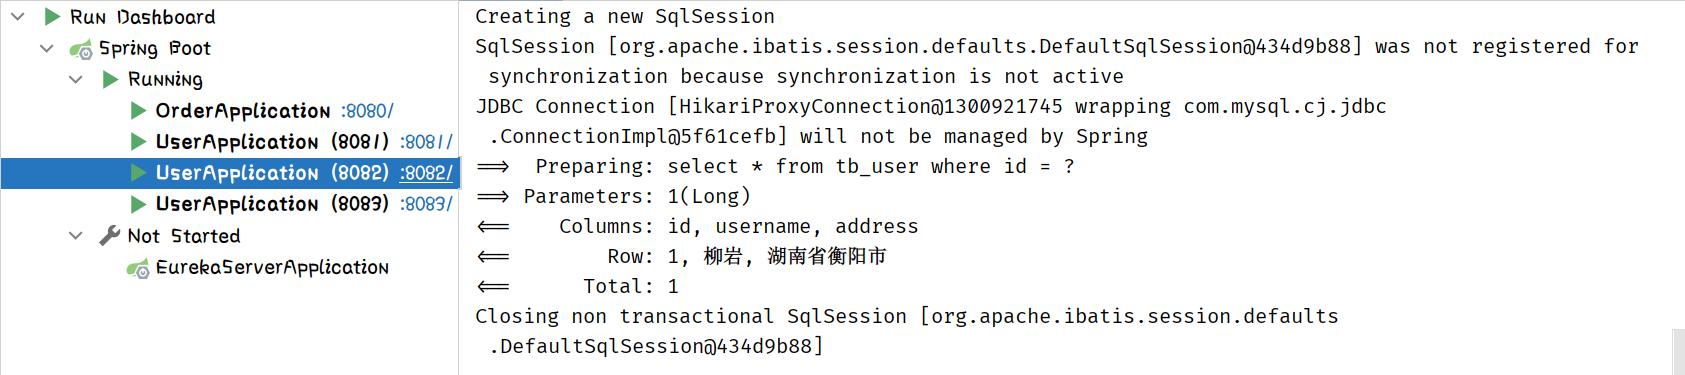 Run Dashboard
Spring Boot
Running
OrderApplication :8080/
UserApplication (8081) :8081/
UserApplication (8082) :8082/
UserApplication (8083) :8083/
Not Started
EurekaServerApplication
Creating a new SqlSession
SqlSession [org.apache.ibatis.session.defaults.DefaultSqlSession@434d9b88] was not registered for
synchronization because synchronization is not active
JDBC Connection [HikariProxyConnection@1300921745 wrapping com.mysql.cj.jdbc
.ConnectionImpl@5f61cefb] will not be managed by Spring
==> Preparing: select * from tb_user where id = ?
==> Parameters: 1(Long)
<== Columns: id, username, address
<== Row: 1, 柳岩, 湖南省衡阳市
<== Total: 1
Closing non transactional SqlSession [org.apache.ibatis.session.defaults
.DefaultSqlSession@434d9b88]